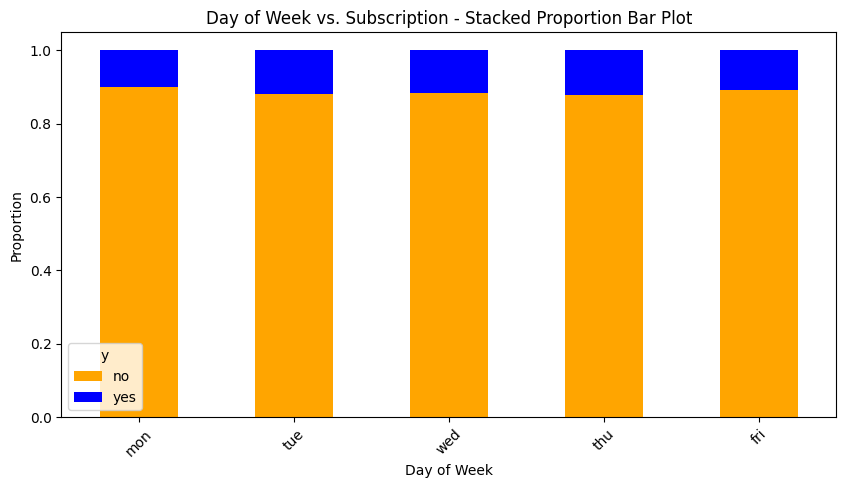 Day of Week vs. Subscription - Stacked Proportion Bar Plot
Proportion
1.0
0.8
0.6
0.4
0.2
0.0
y
no
yes
mon
tue
wed
thu
fri
Day of Week